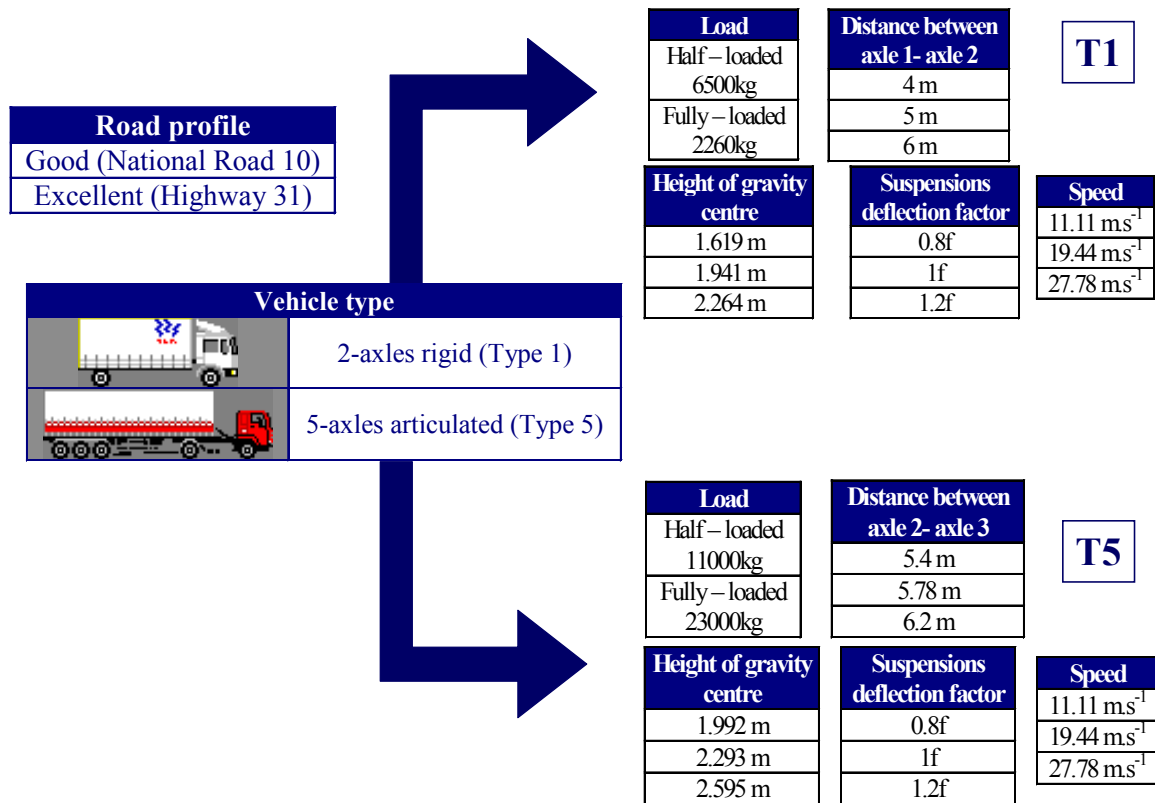 Road profile
Good (National Road 10)
Excellent (Highway 31)
Vehicle type
2-axles rigid (Type 1)
5-axles articulated (Type 5)
Load
Half – loaded
6500kg
Fully – loaded
2260kg
Distance between
axle 1- axle 2
4 m
5 m
6 m
T1
Height of gravity
centre
1.619 m
1.941 m
2.264 m
Suspensions
deflection factor
0.8f
1f
1.2f
Speed
11.11 m.s-1
19.44 m.s-1
27.78 m.s-1
Load
Half – loaded
11000kg
Fully – loaded
23000kg
Distance between
axle 2- axle 3
5.4 m
5.78 m
6.2 m
T5
Height of gravity
centre
1.992 m
2.293 m
2.595 m
Suspensions
deflection factor
0.8f
1f
1.2f
Speed
11.11 m.s-1
19.44 m.s-1
27.78 m.s-1